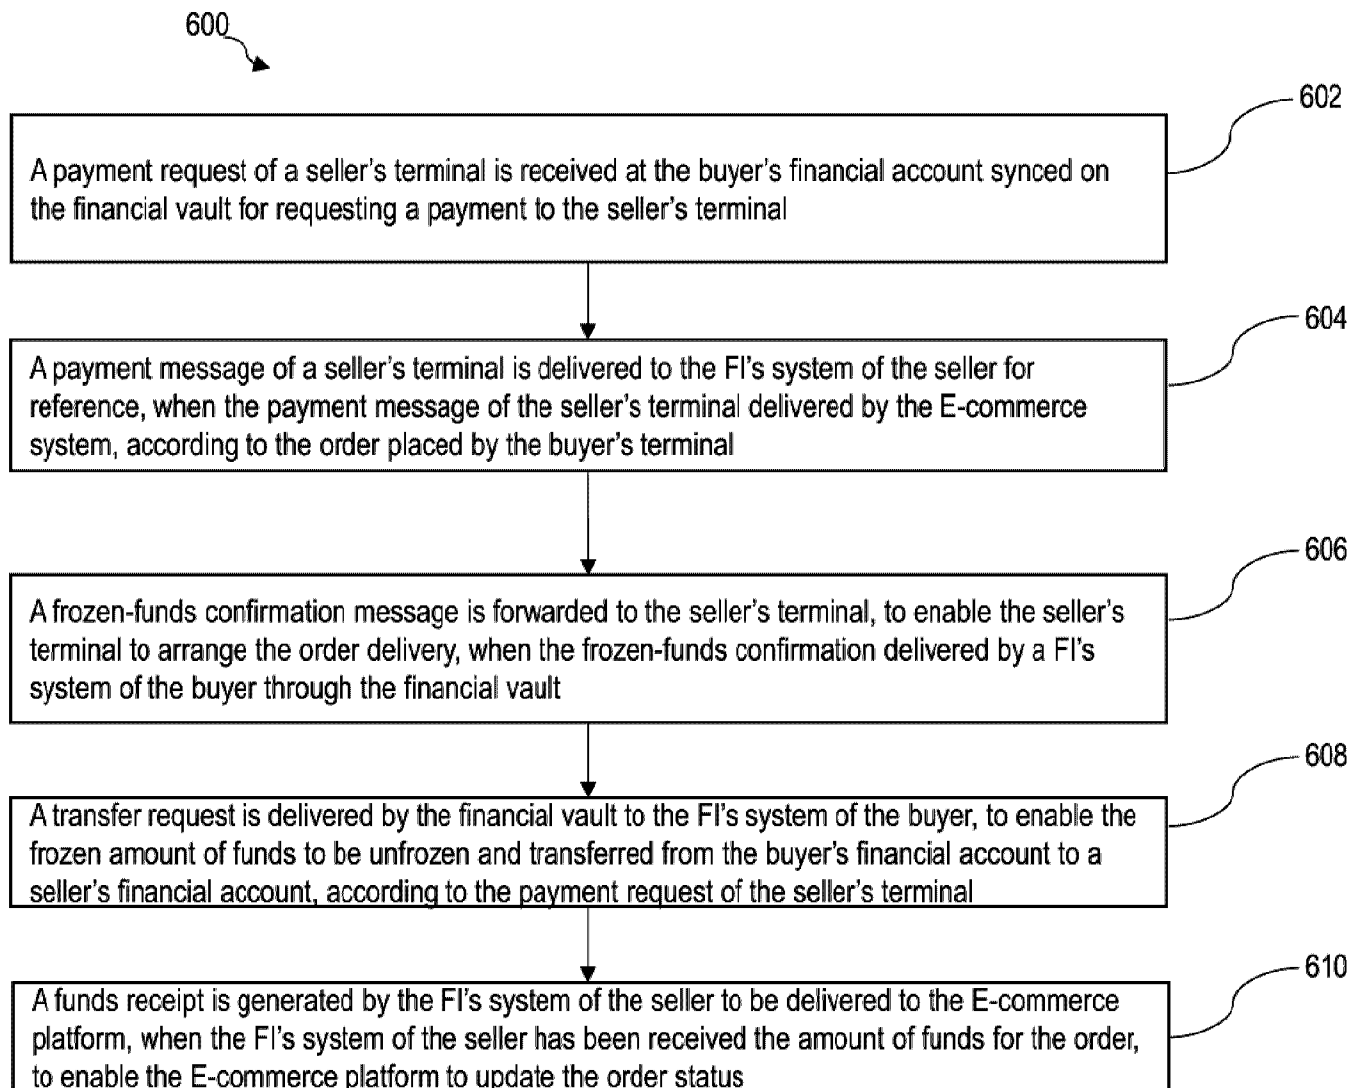 600
602
A payment request of a seller's terminal is received at the buyer's financial account synced on
the financial vault for requesting a payment to the seller's terminal
604
A payment message of a seller's terminal is delivered to the FI's system of the seller for
reference, when the payment message of the seller's terminal delivered by the E-commerce
system, according to the order placed by the buyer's terminal
606
A frozen-funds confirmation message is forwarded to the seller's terminal, to enable the seller's
terminal to arrange the order delivery, when the frozen-funds confirmation delivered by a FI's
system of the buyer through the financial vault
608
A transfer request is delivered by the financial vault to the FI's system of the buyer, to enable the
frozen amount of funds to be unfrozen and transferred from the buyer's financial account to a
seller's financial account, according to the payment request of the seller's terminal
610
A funds receipt is generated by the FI's system of the seller to be delivered to the E-commerce
platform, when the FI's system of the seller has been received the amount of funds for the order,
to enable the E-commerce platform to update the order status